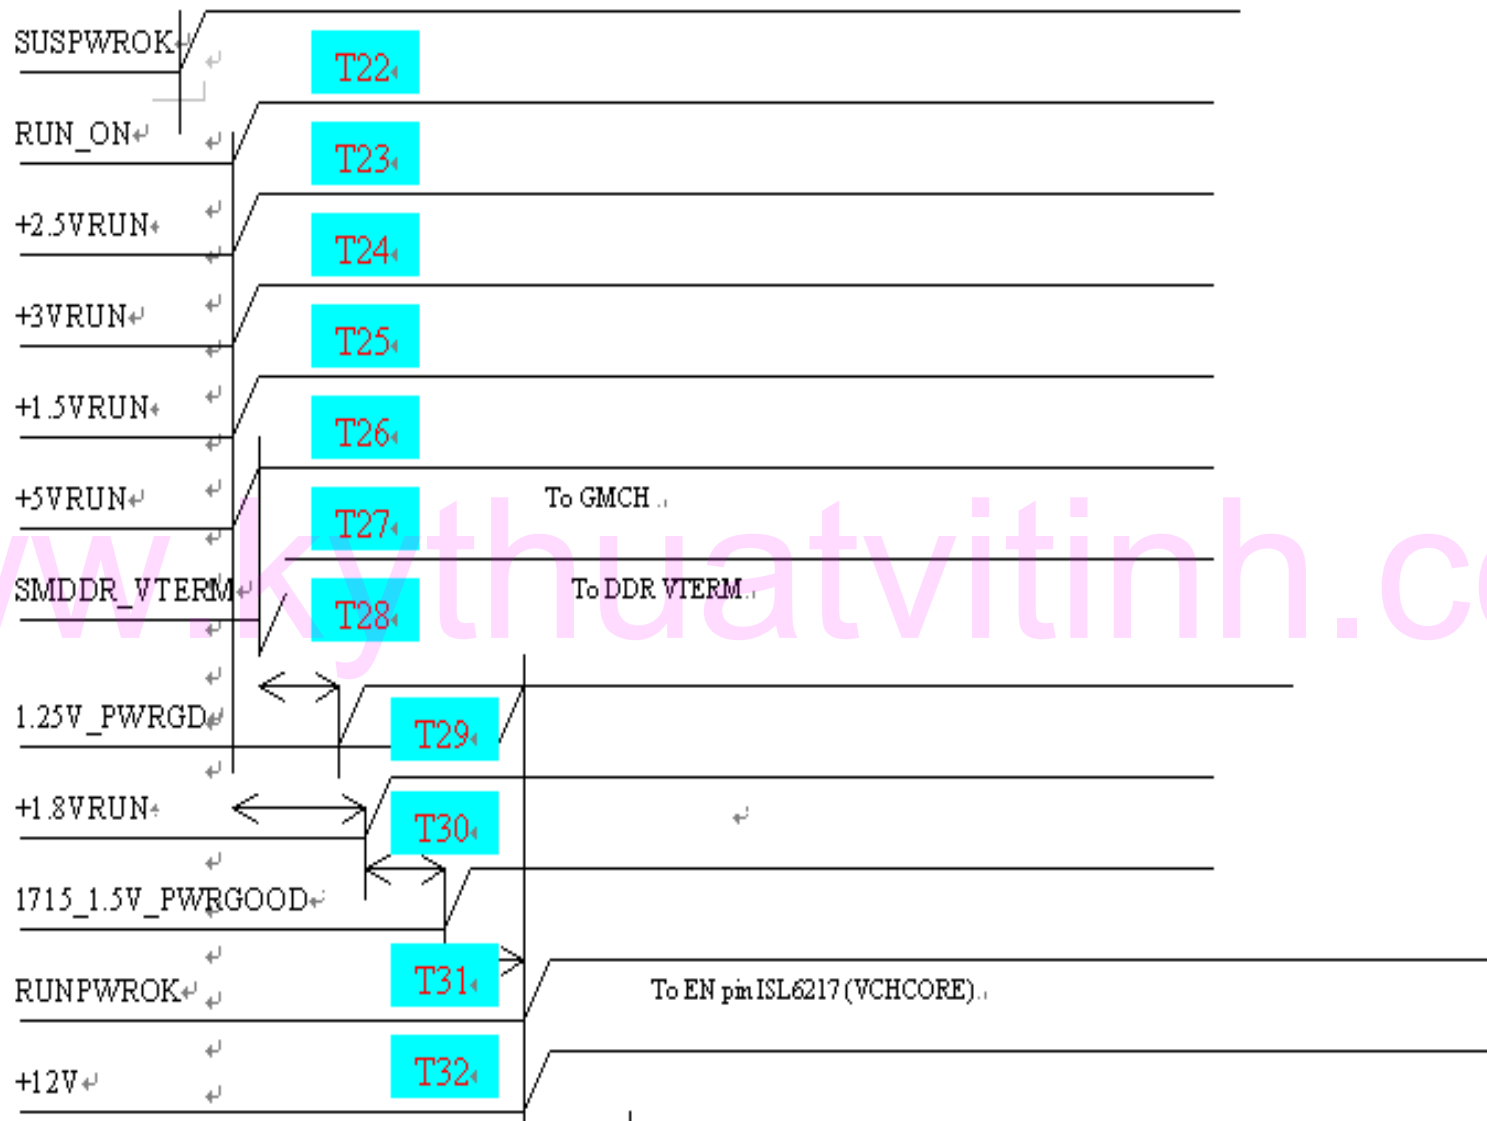 SUSPWROK
T22
RUN_ON
T23
+2.5VRUN
T24
+3VRUN
T25
+1.5VRUN
T26
+5VRUN
To GMCH .
T27
www.kythuatvitinh.co
SMDDR_VTERM
To DDR VTERM.
T28
1.25V_PWRGD
T29
+1.8VRUN
T30
1715_1.5V_PWRGOOD
T31
RUNPWROK
To EN pin ISL6217 (VCHCORE).
T32
+12V